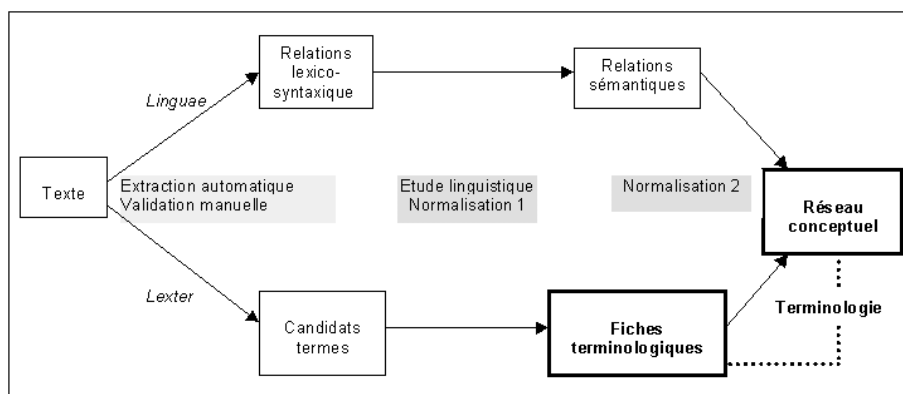 Relations
lexico-
syntaxique
Relations
sémantiques
Linguae
Texte
Extraction automatique
Validation manuelle
Etude linguistique
Normalisation 1
Normalisation 2
Réseau
conceptuel
Lexter
Candidats
termes
Fiches
terminologiques
Terminologie